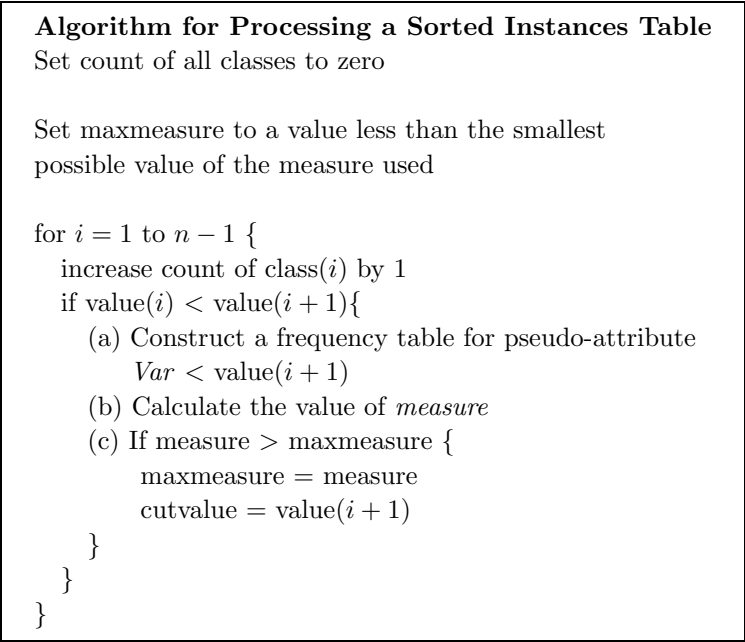 Algorithm for Processing a Sorted Instances Table
Set count of all classes to zero
Set maxmeasure to a value less than the smallest
possible value of the measure used
for i = 1 to n − 1 {
increase count of class(i) by 1
if value(i) < value(i + 1){
(a) Construct a frequency table for pseudo-attribute
Var < value(i + 1)
(b) Calculate the value of measure
(c) If measure > maxmeasure {
maxmeasure = measure
cutvalue = value(i + 1)
}
}
}